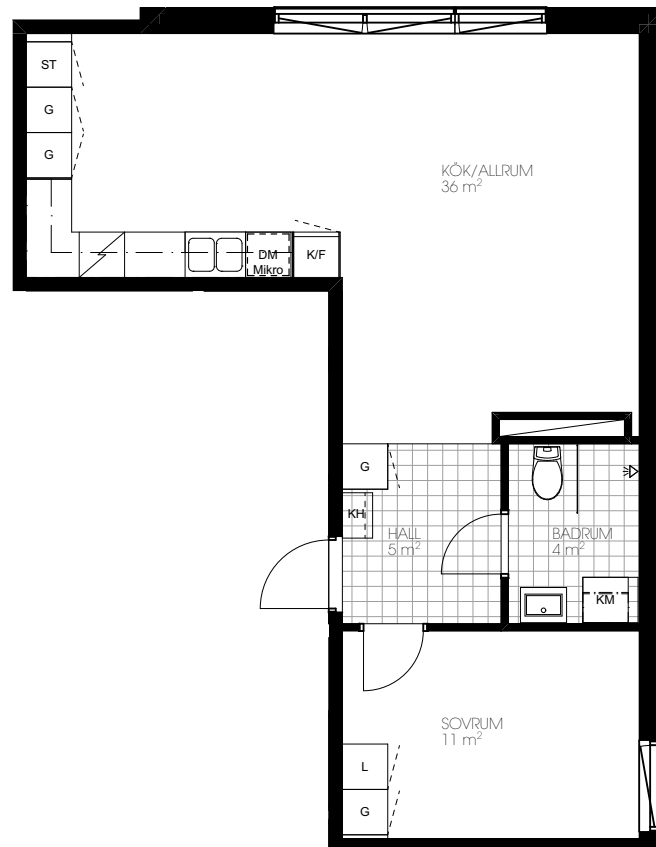 ST
G
G
KÖK/ALLRUM
36 m²
DM
Mikro
K/F
G
KH
HALL
5 m²
BADRUM
4 m²
KM
SOVRUM
11 m²
L
G